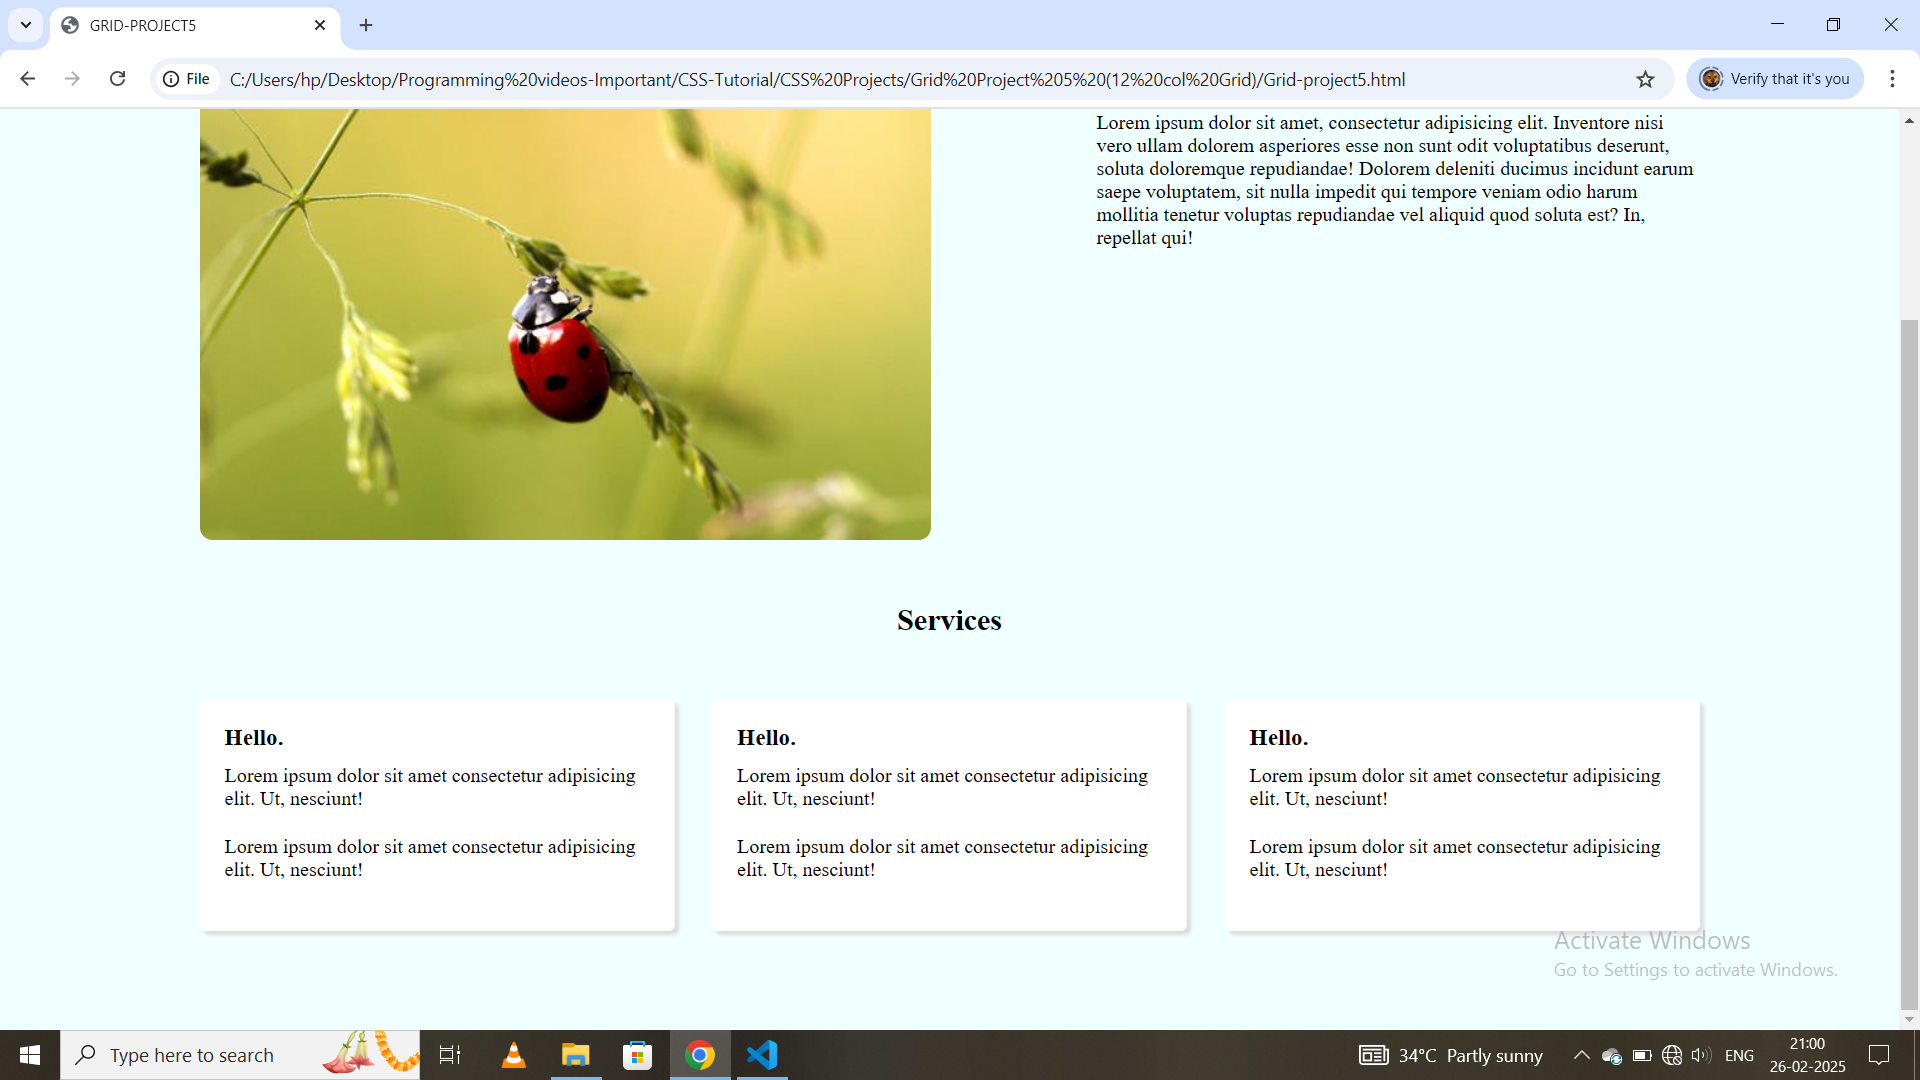 GRID-PROJECT5
File
C:/Users/hp/Desktop/Programming%20videos-Important/CSS-Tutorial/CSS%20Projects/Grid%20Project%205%20(12%20col%20Grid)/Grid-project5.html
Verify that it's you
Lorem ipsum dolor sit amet, consectetur adipisicing elit. Inventore nisi
vero ullam dolorem asperiores esse non sunt odit voluptatibus deserunt,
soluta doloremque repudiandae! Dolorem deleniti ducimus incidunt earum
saepe voluptatem, sit nulla impedit qui tempore veniam odio harum
mollitia tenetur voluptas repudiandae vel aliquid quod soluta est? In,
repellat qui!
Services
Hello.
Lorem ipsum dolor sit amet consectetur adipisicing
elit. Ut, nesciunt!
Lorem ipsum dolor sit amet consectetur adipisicing
elit. Ut, nesciunt!
Hello.
Lorem ipsum dolor sit amet consectetur adipisicing
elit. Ut, nesciunt!
Lorem ipsum dolor sit amet consectetur adipisicing
elit. Ut, nesciunt!
Hello.
Lorem ipsum dolor sit amet consectetur adipisicing
elit. Ut, nesciunt!
Lorem ipsum dolor sit amet consectetur adipisicing
elit. Ut, nesciunt!
Activate Windows
Go to Settings to activate Windows.
Type here to search
34°C Partly sunny
ENG
21:00
26-02-2025